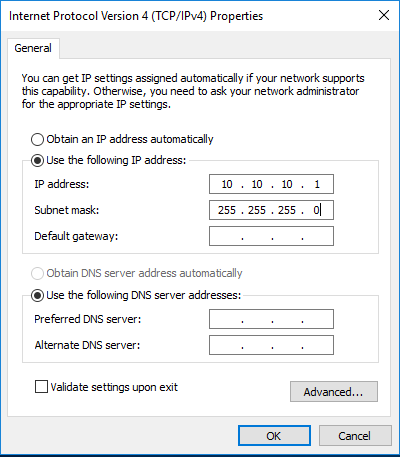 Internet Protocol Version 4 (TCP/IPv4) Properties
General
You can get IP settings assigned automatically if your network supports
this capability. Otherwise, you need to ask your network administrator
for the appropriate IP settings.
Obtain an IP address automatically
Use the following IP address:
IP address: 10 . 10 . 10 . 1
Subnet mask: 255 . 255 . 255 . 0
Default gateway: . . .
Obtain DNS server address automatically
Use the following DNS server addresses:
Preferred DNS server: . . .
Alternate DNS server: . . .
Validate settings upon exit
Advanced...
OK Cancel